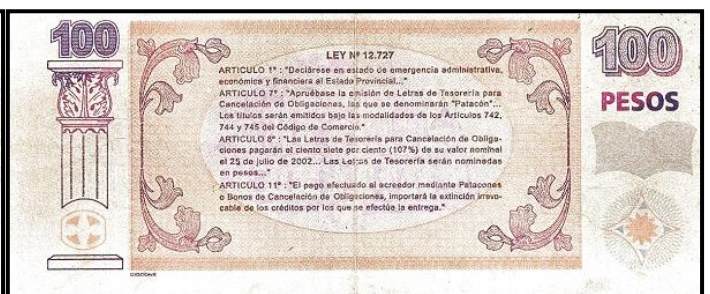 100
LEY Nº 12.727
ARTICULO 1º : "Declárese en estado de emergencia administrativa,
económica y financiera el Estado Provincial..."
ARTICULO 7º : "Apruébase la emisión de Letras de Tesorería para
Cancelación de Obligaciones, las que se denominarán "Patacón"...
Los títulos serán emitidos bajo las modalidades de los Artículos 742,
744 y 745 del Código de Comercio."
ARTICULO 8º : "Las Letras de Tesorería para Cancelación de Obliga-
ciones pagarán el ciento siete por ciento (107%) de su valor nominal
el 25 de julio de 2002... Las Letras de Tesorería serán nominadas
en pesos..."
ARTICULO 11º : "El pago efectuado al acreedor mediante Patacones
o Bonos de Cancelación de Obligaciones, importará la extinción irrevo-
cable de los créditos por los que se efectúe la entrega."
100
PESOS